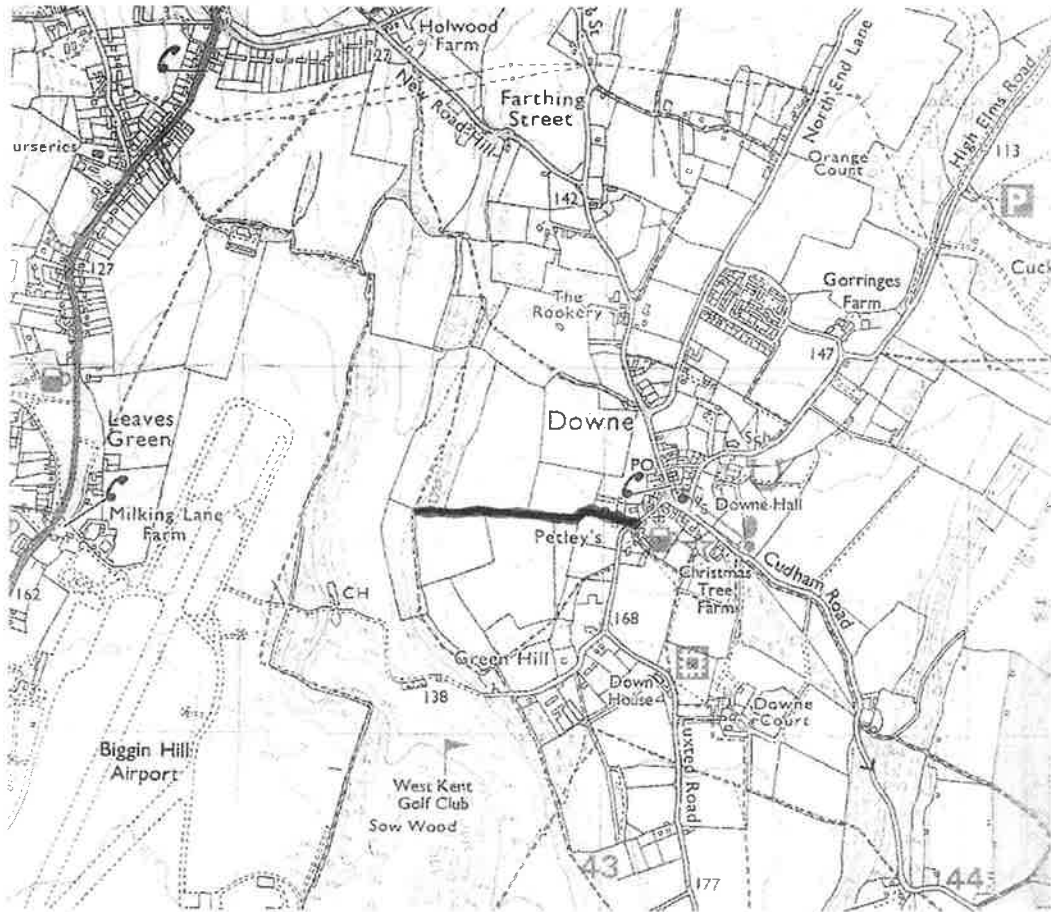 Holwood
Farm
127
New Road Hill
Farthing
Street
St
North End Lane
High Elms Road
113
P
urseries
Orange
Court
142
127
Cuck
Gorringes
Farm
The
Rookery
147
Leaves
Green
Downe
Sch
PO
Milking Lane
Farm
Downe Hall
Petley's
162
CH
Christmas
Tree
Farm
Cudham Road
168
Green Hill
138
Down
House
Downe
Court
Biggin Hill
Airport
Luxted Road
West Kent
Golf Club
Sow Wood
43
177
44